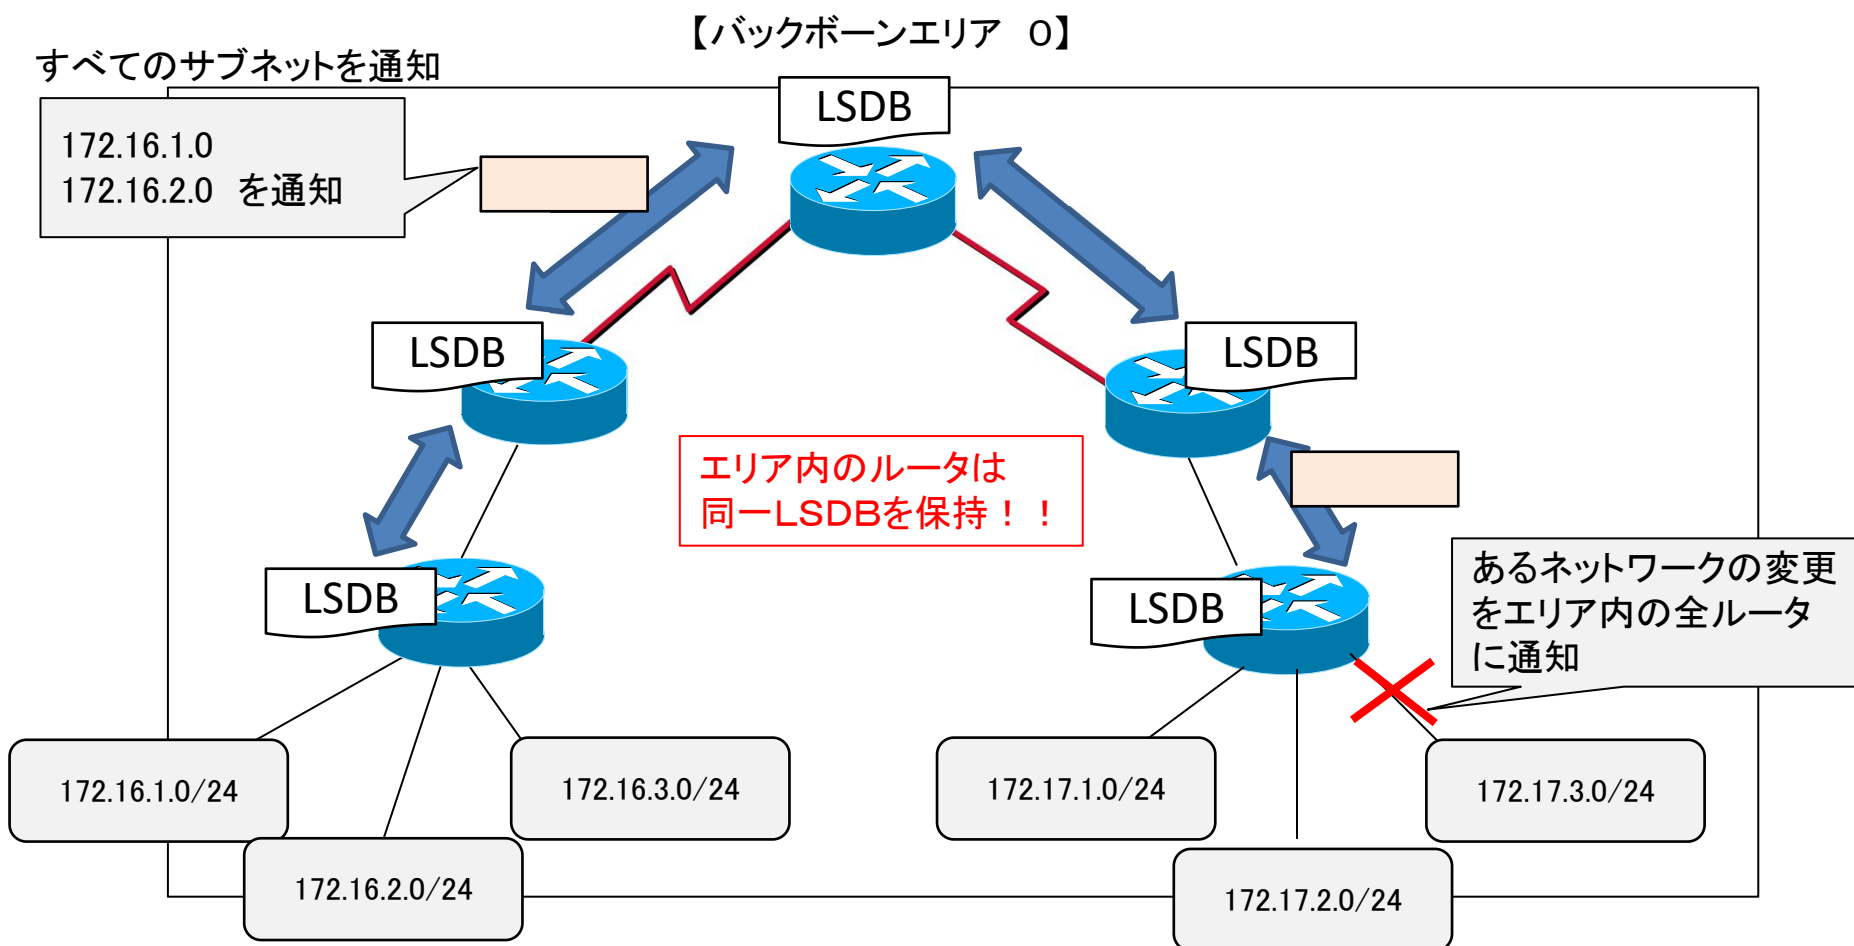 【バックボーンエリア　0】
すべてのサブネットを通知
LSDB
172.16.1.0
172.16.2.0　を通知
LSDB
LSDB
エリア内のルータは
同一LSDBを保持！！
あるネットワークの変更
をエリア内の全ルータ
に通知
LSDB
LSDB
172.16.1.0/24
172.16.3.0/24
172.17.1.0/24
172.17.3.0/24
172.16.2.0/24
172.17.2.0/24